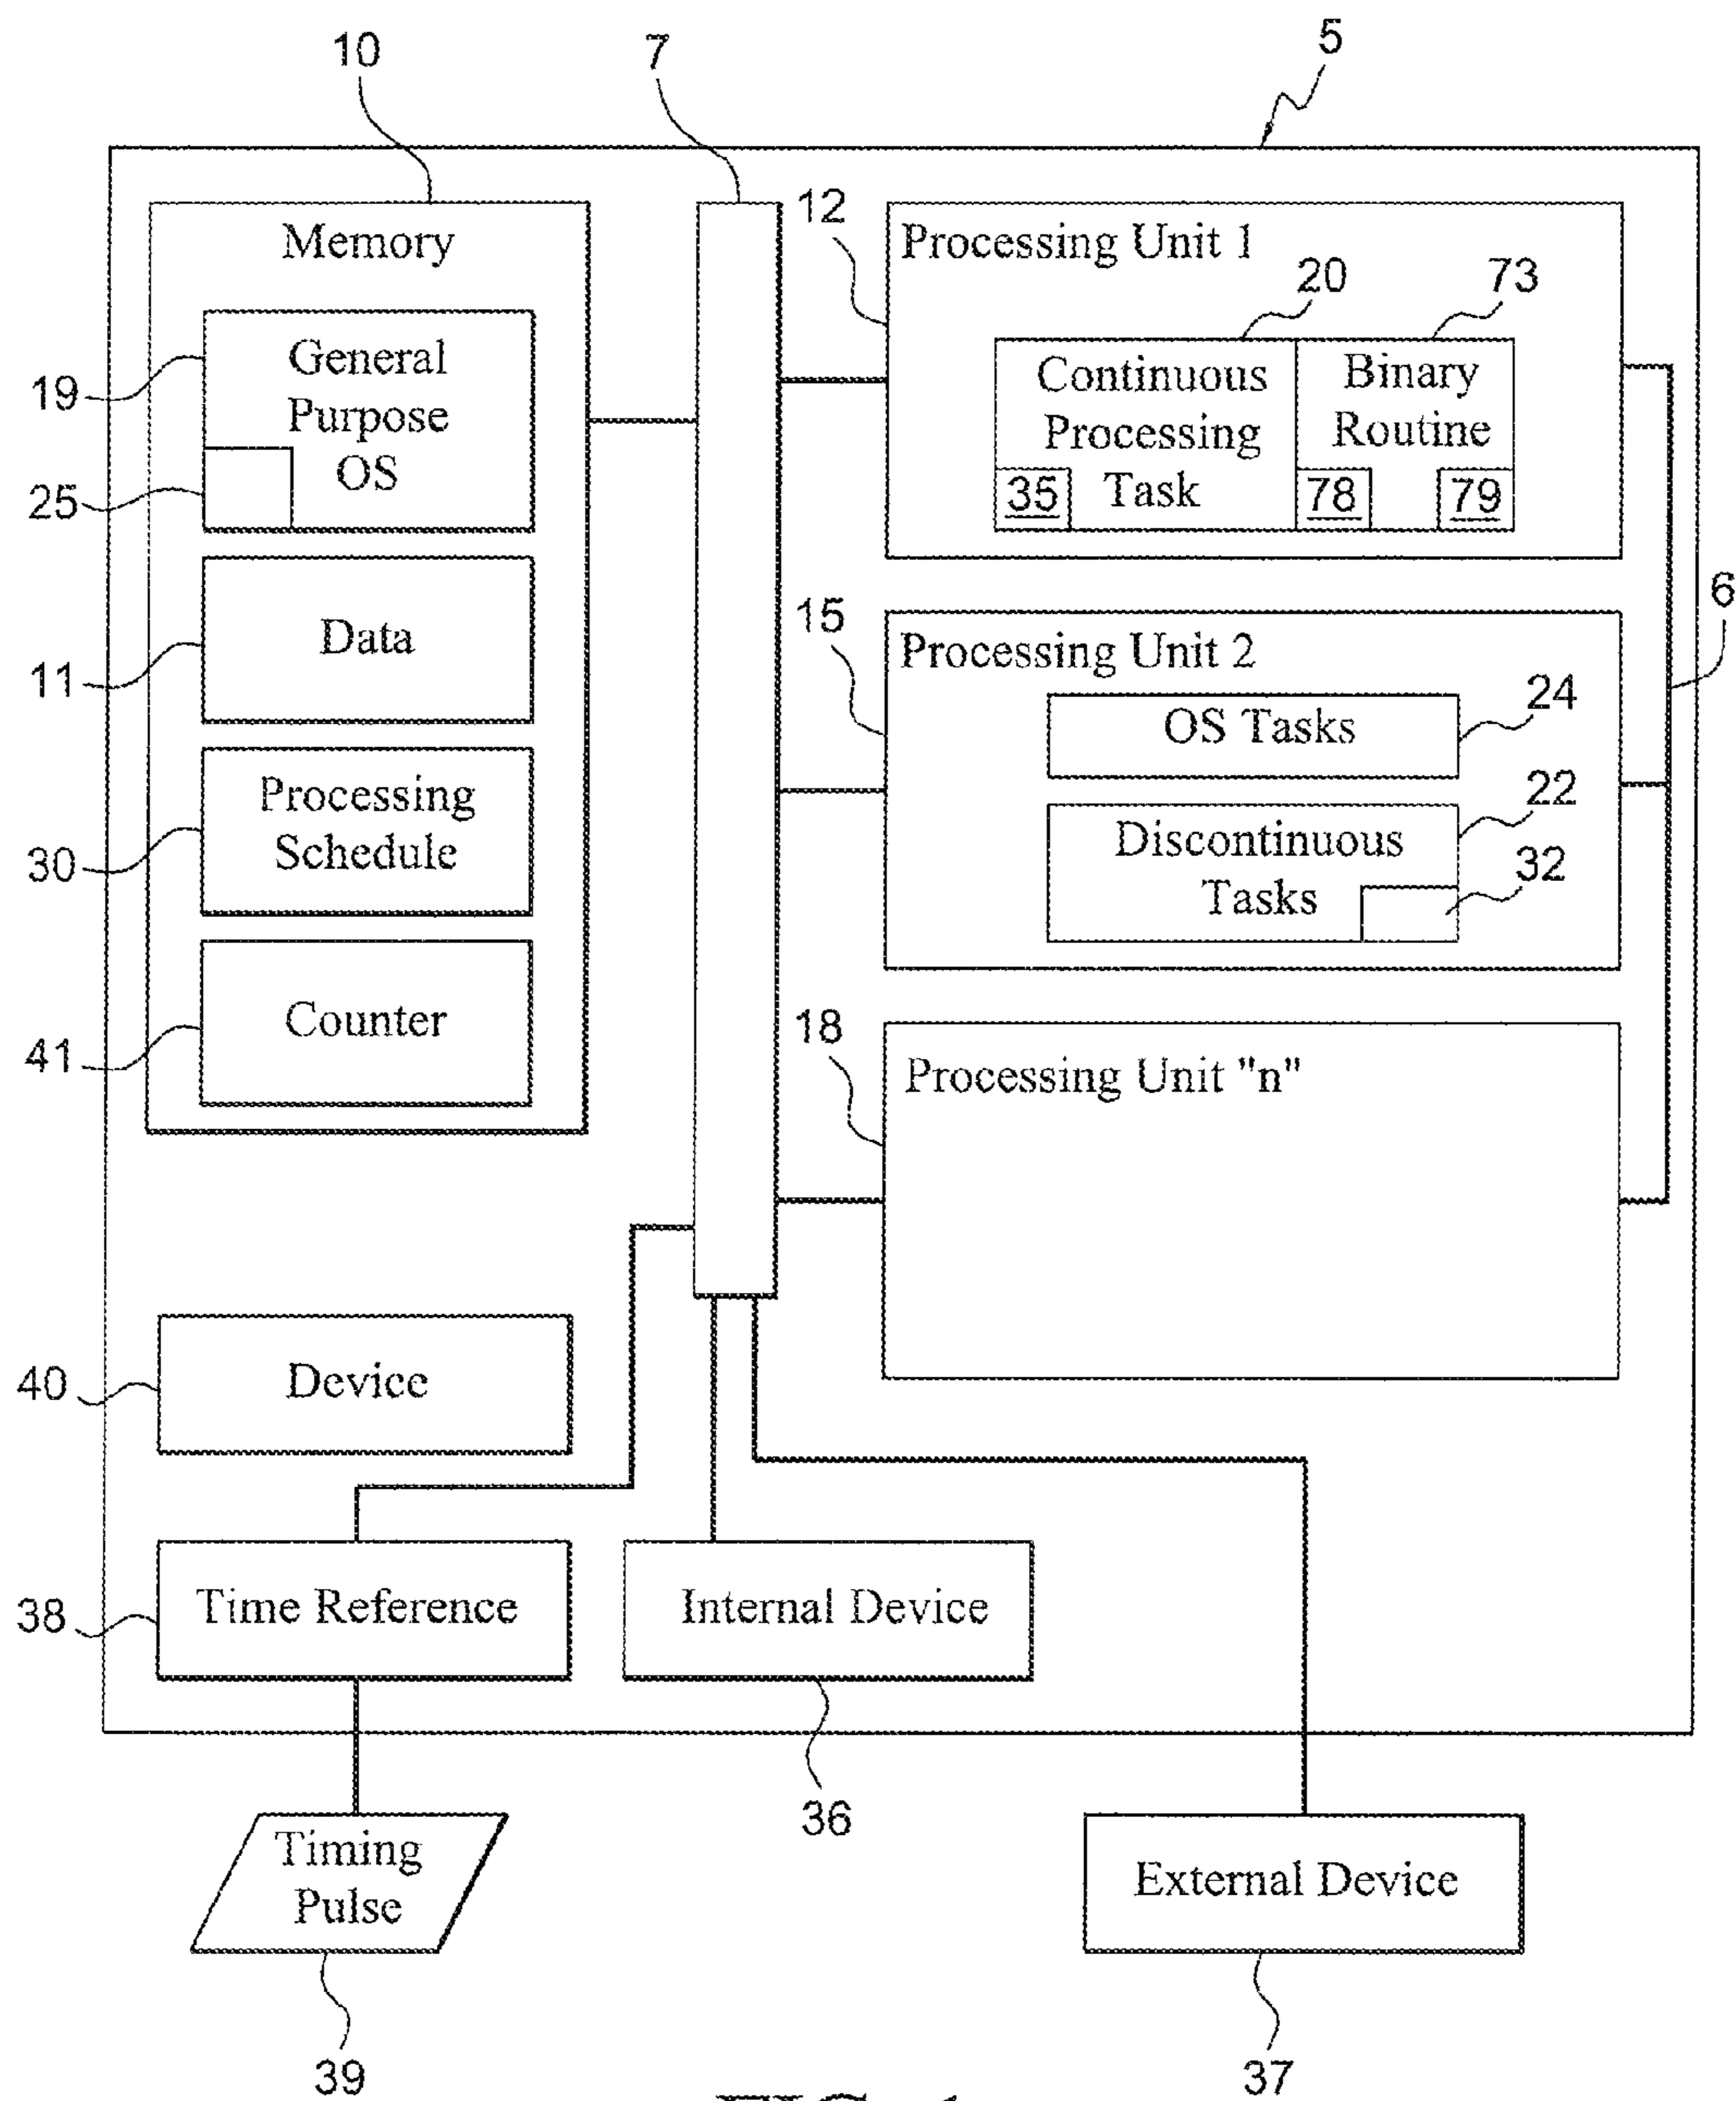 10
7
5
Memory
12
Processing Unit 1
20
73
19
General
Purpose
OS
25
Continuous
Processing
Task
35
Binary
Routine
78
79
6
11
Data
15
Processing Unit 2
OS Tasks
24
22
Discontinuous
Tasks
32
30
Processing
Schedule
41
Counter
18
Processing Unit "n"
40
Device
38
Time Reference
Internal Device
36
Timing
Pulse
39
External Device
37